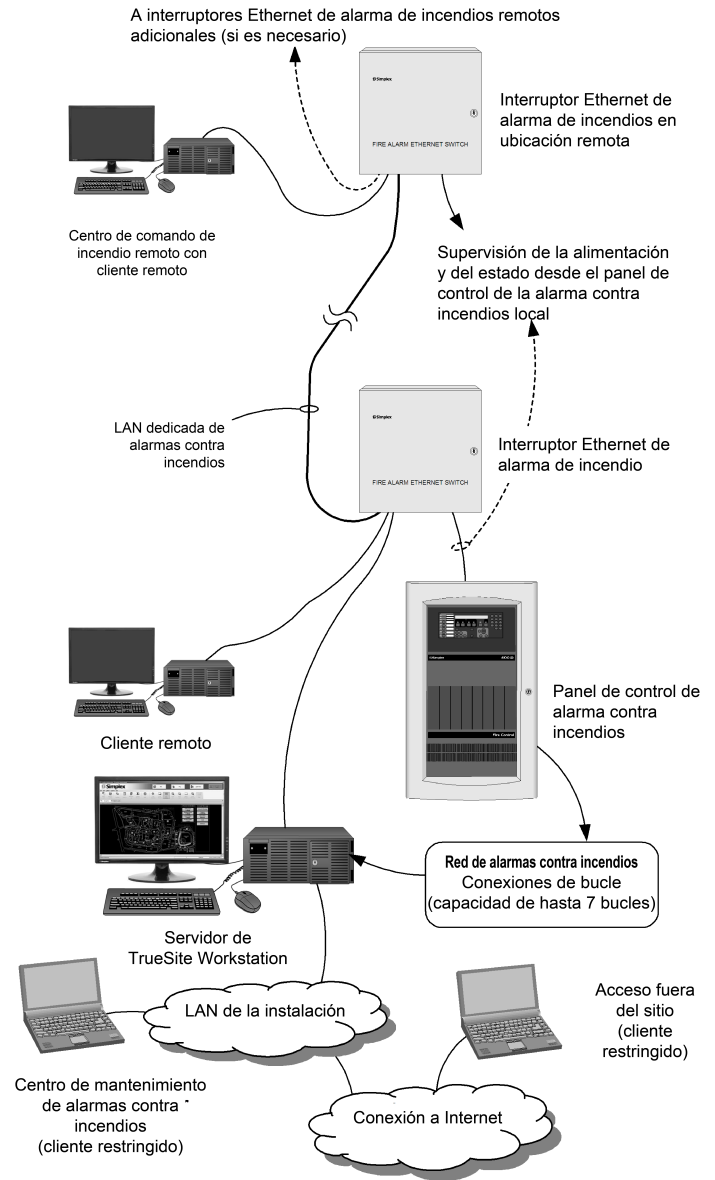 A interruptores Ethernet de alarma de incendios remotos
adicionales (si es necesario)
Simplex
FIRE ALARM ETHERNET SWITCH
Interruptor Ethernet de
alarma de incendios en
ubicación remota
Centro de comando de
incendio remoto con
cliente remoto
Supervisión de la alimentación
y del estado desde el panel de
control de la alarma contra
incendios local
LAN dedicada de
alarmas contra
incendios
Simplex
FIRE ALARM ETHERNET SWITCH
Interruptor Ethernet de
alarma de incendio
Cliente remoto
Simplex
Fire Control
Panel de control de
alarma contra
incendios
Simplex
Red de alarmas contra incendios
Conexiones de bucle
(capacidad de hasta 7 bucles)
Servidor de
TrueSite Workstation
LAN de la instalación
Acceso fuera
del sitio
(cliente
restringido)
Centro de mantenimiento
de alarmas contra
incendios
(cliente restringido)
Conexión a Internet